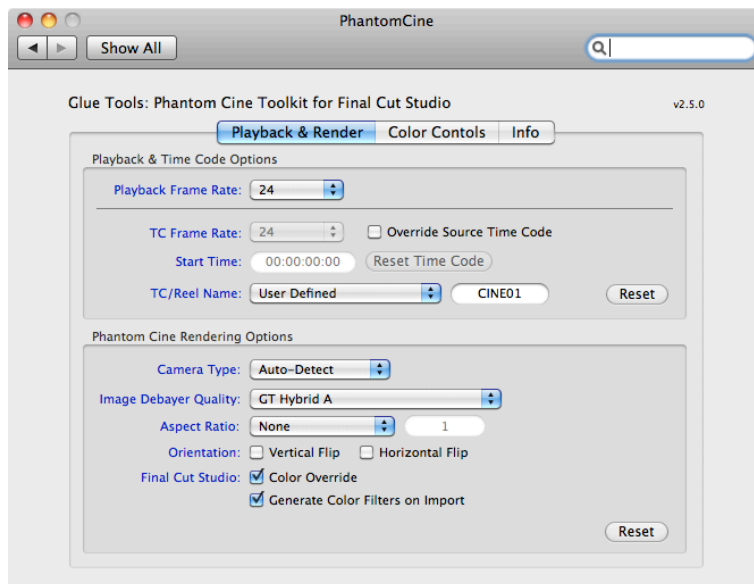 PhantomCine
Show All
Glue Tools: Phantom Cine Toolkit for Final Cut Studio v2.5.0
Playback & Render Color Contols Info
Playback & Time Code Options
Playback Frame Rate: 24
TC Frame Rate: 24 Override Source Time Code
Start Time: 00:00:00:00 Reset Time Code
TC/Reel Name: User Defined CINE01 Reset
Phantom Cine Rendering Options
Camera Type: Auto-Detect
Image Debayer Quality: GT Hybrid A
Aspect Ratio: None 1
Orientation: Vertical Flip Horizontal Flip
Final Cut Studio: Color Override
Generate Color Filters on Import
Reset